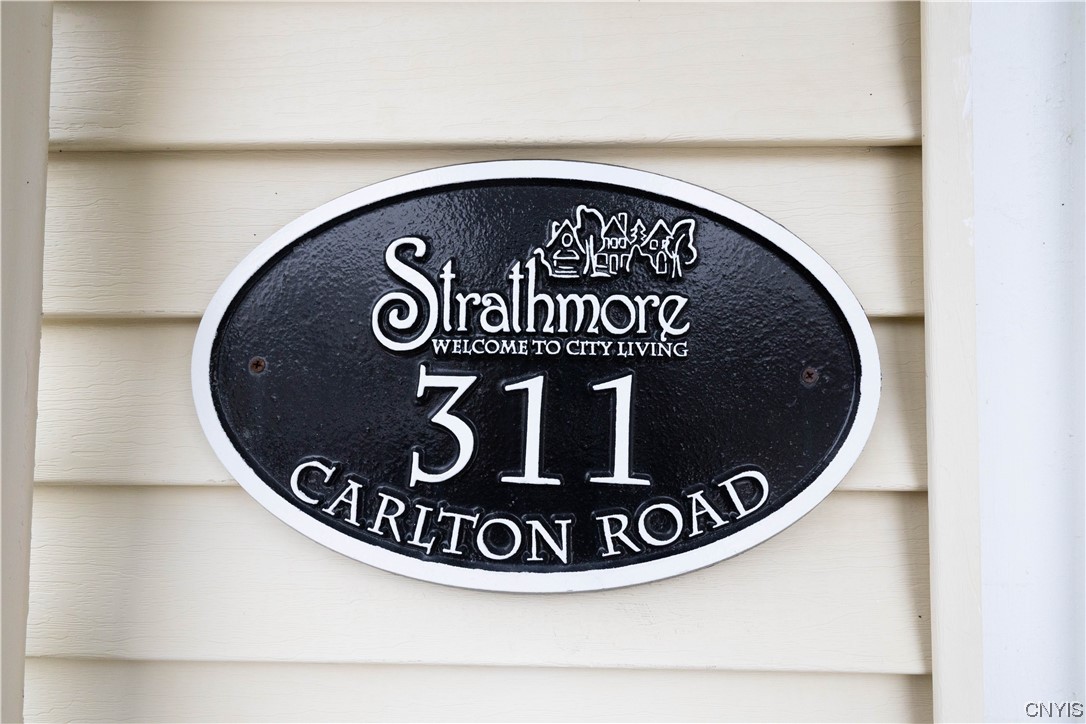 Strathmore
WELCOME TO CITY LIVING
311
CARLTON ROAD
CNYIS